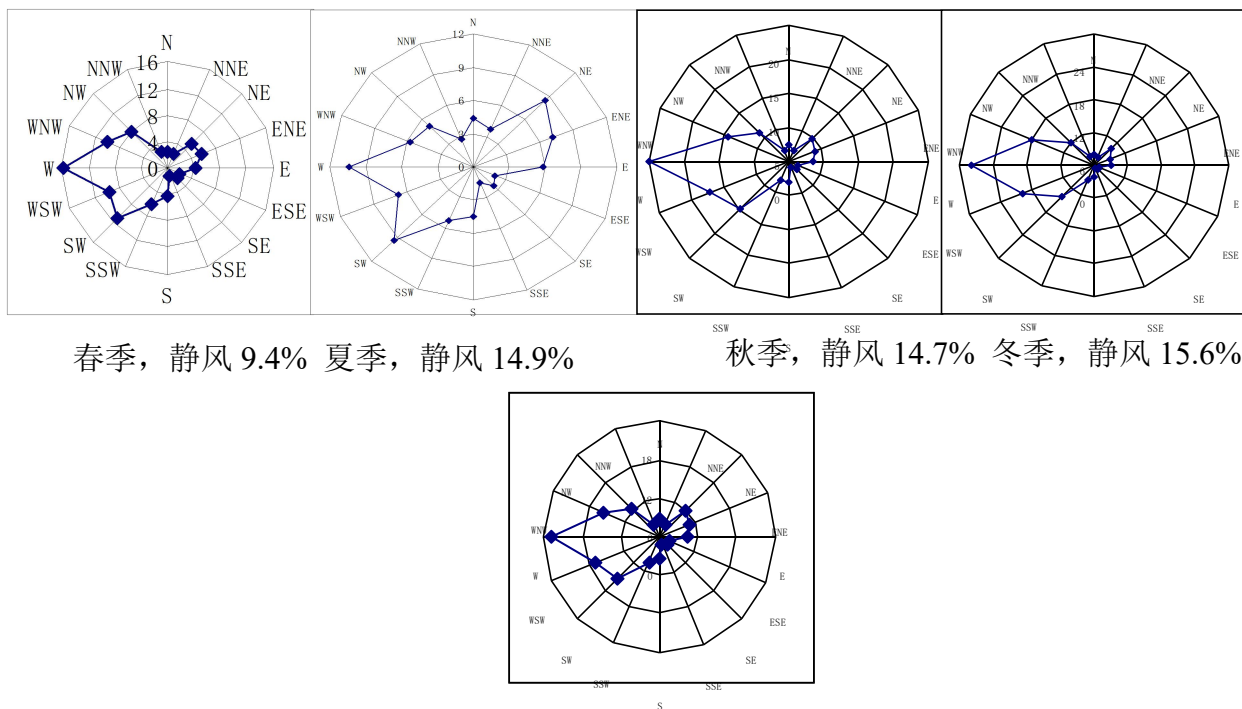 N
NNE
NE
ENE
E
ESE
SE
SSE
S
SSW
SW
WSW
W
WNW
NW
NNW
16
12
8
4
0
N
NNE
NE
ENE
E
ESE
SE
SSE
S
SSW
SW
WSW
W
WNW
NW
NNW
12
9
6
3
0
N
NNE
NE
ENE
E
ESE
SE
SSE
S
SSW
SW
WSW
W
WNW
NW
NNW
20
15
10
5
0
N
NNE
NE
ENE
E
ESE
SE
SSE
SSW
SW
WSW
W
WNW
NW
NNW
24
18
0
春季，静风 9.4% 夏季，静风 14.9%
秋季，静风 14.7% 冬季，静风 15.6%
N
NNE
NE
ENE
E
ESE
SE
SSE
S
SSW
SW
WSW
W
WNW
NW
NNW
18
0